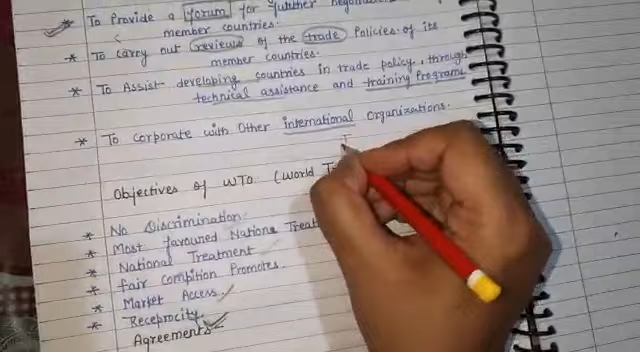 * To Provide a forum for further
member countries.
* To carry out reviews of the trade Policies of its
member countries.
* To Assist developing countries in trade policy, through
technical assistance and training Programs
* To corporate with Other international Organizations.
Objectives of WTO (World
* No Discrimination.
* Most favoured Nations Treat
* National Treatment
* fair compition Promotes.
* Market Access.
* Reciprocity.
Agreements